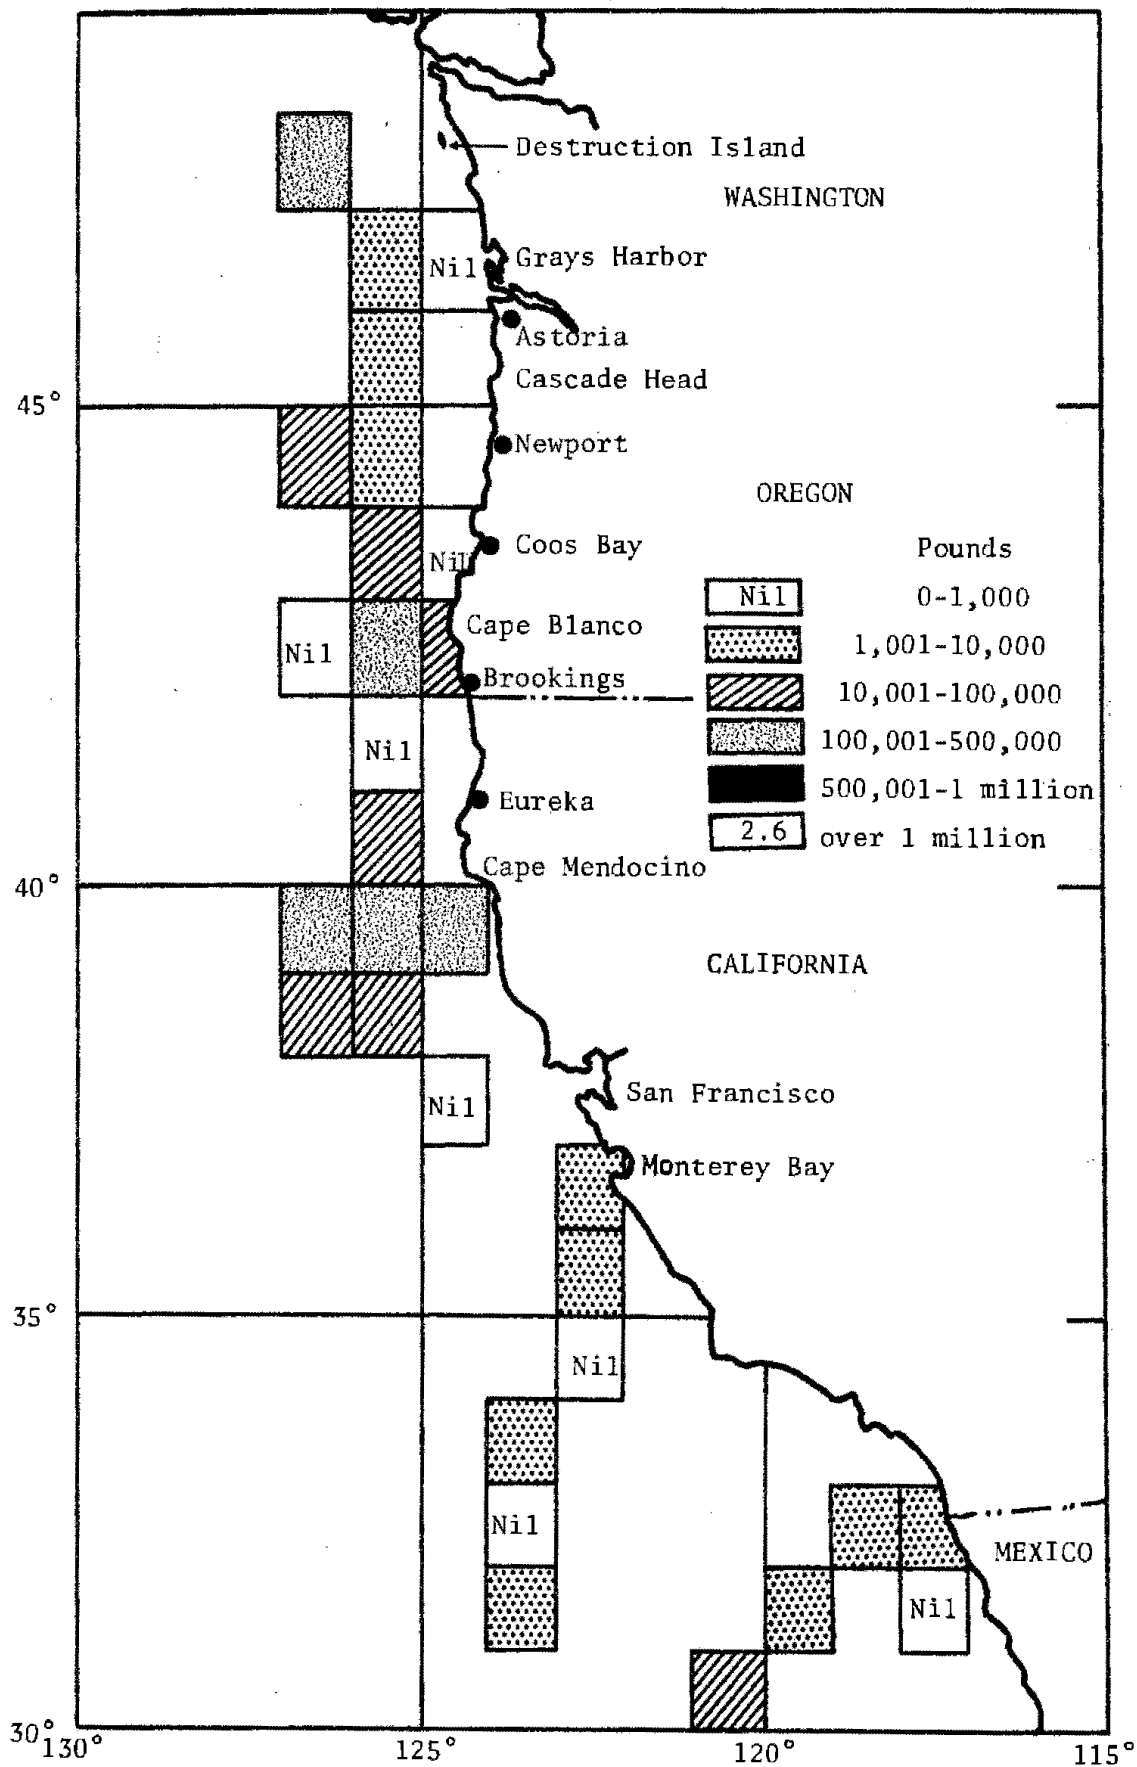 Destruction Island
WASHINGTON
Nil
Grays Harbor
Astoria
Cascade Head
45°
Newport
OREGON
Nil
Coos Bay
Pounds
Nil 0-1,000
1,001-10,000
10,001-100,000
100,001-500,000
500,001-1 million
2.6 over 1 million
Nil
Cape Blanco
Brookings
Nil
Eureka
Cape Mendocino
40°
CALIFORNIA
Nil
San Francisco
Monterey Bay
35°
Nil
Nil
MEXICO
Nil
30°
130° 125° 120° 115°